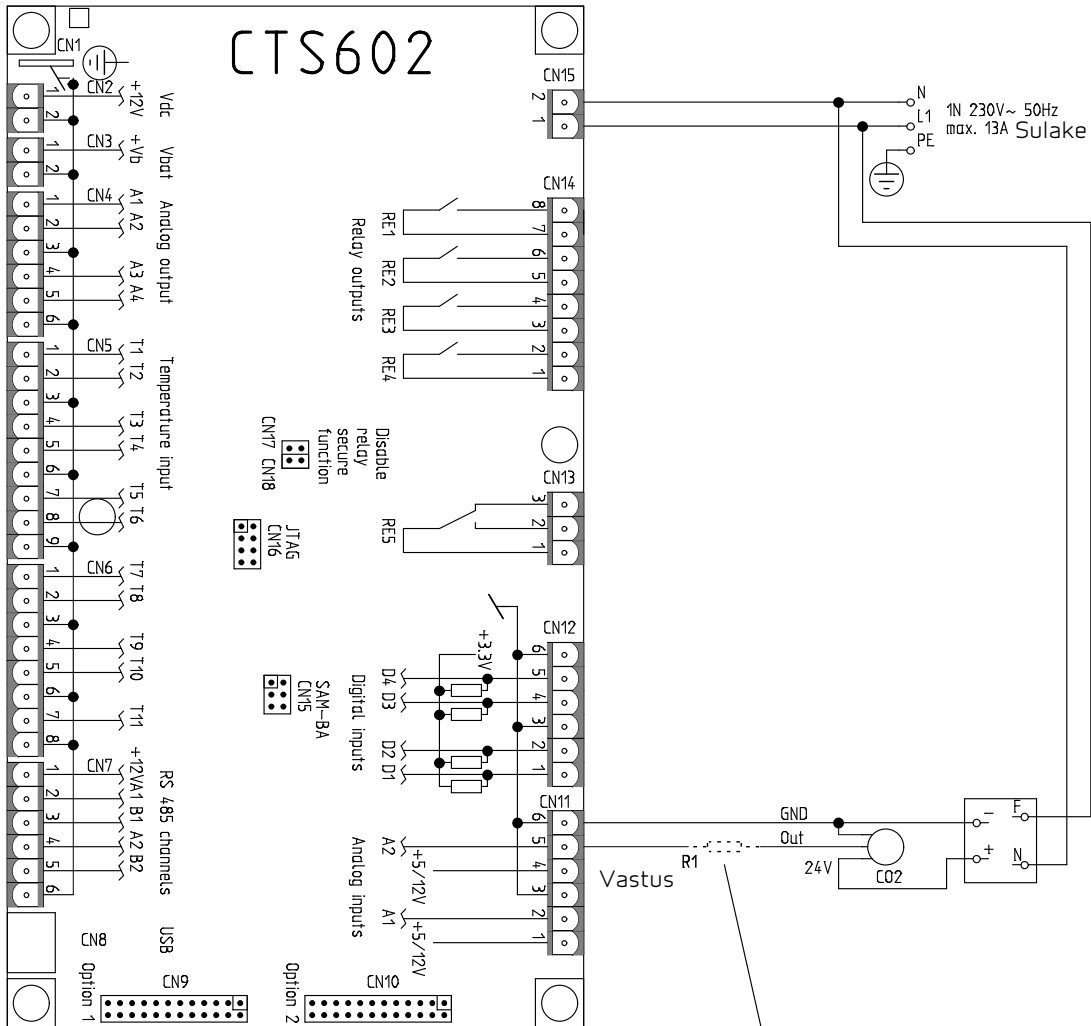 CTS602
CN1
CN2
1
2
+12V
Vdc
CN3
1
2
+Vb
Vbat
CN4
1
2
3
4
5
6
A1
A2
A3
A4
Analog output
CN5
1
2
3
4
5
6
7
8
9
T1
T2
T3
T4
T5
T6
Temperature input
CN6
1
2
3
4
5
6
7
8
T7
T8
T9
T10
T11
CN7
1
2
3
4
5
6
+12V
A1
B1
A2
B2
RS 485 channels
CN8
USB
Option 1
CN9
Option 2
CN10
CN15
2
1
N
L1
PE
1N 230V~ 50Hz
max. 13A Sulake
CN14
8
7
6
5
4
3
2
1
RE1
RE2
RE3
RE4
Relay outputs
CN17
CN18
Disable
relay
secure
function
CN13
3
2
1
RE5
JTAG
CN16
SAM-BA
CN15
CN12
6
5
4
3
2
1
+3.3V
D4
D3
D2
D1
Digital inputs
CN11
6
5
4
3
2
1
A2
+5/12V
A1
+5/12V
Analog inputs
GND
Out
R1
Vastus
24V
CO2
-
+
F
N